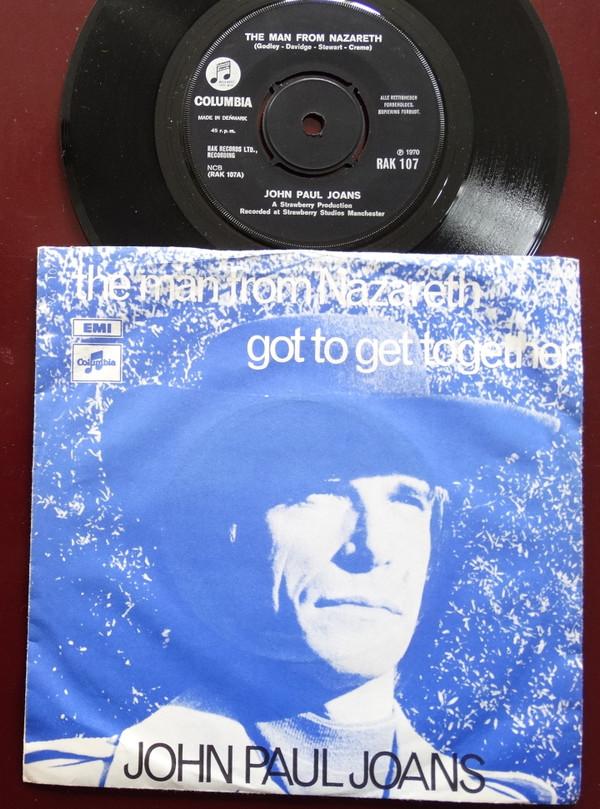 THE MAN FROM NAZARETH
(Godley - Davidge - Stewart - Creme)
COLUMBIA
MADE IN DENMARK
45 r.p.m.
ALLE RETTIGHEDER
FORBEHOLDES.
KOPIERING FORBUDT.
RAK RECORDS LTD.,
RECORDING
NCB
(RAK 107A)
℗ 1970
RAK 107
JOHN PAUL JOANS
A Strawberry Production
Recorded at Strawberry Studios Manchester
the man from Nazareth
EMI
got to get together
Columbia
JOHN PAUL JOANS